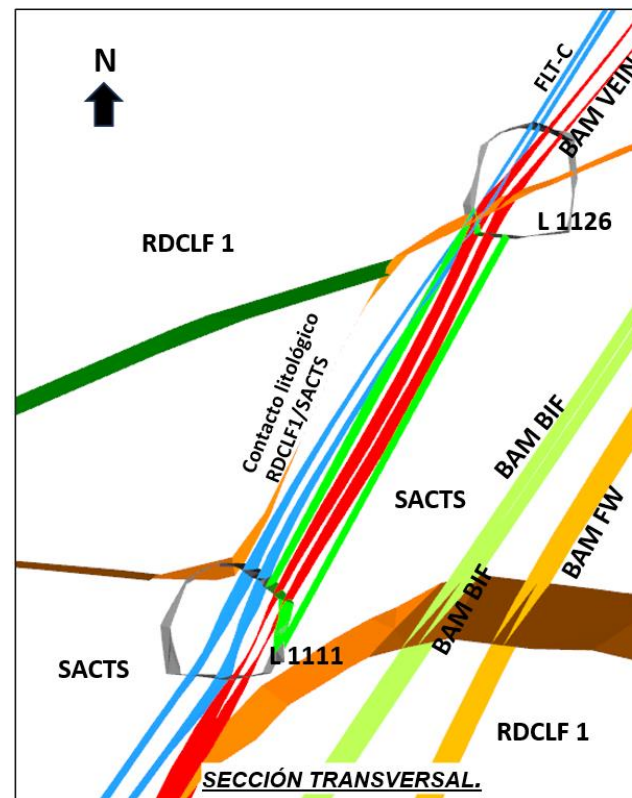 N
FLT-C
BAM VEIN
L 1126
RDCLF 1
Contacto litológico
RDCLF1/SACTS
BAM BIF
SACTS
BAM FW
BAM BIF
L 1111
SACTS
RDCLF 1
SECCIÓN TRANSVERSAL.